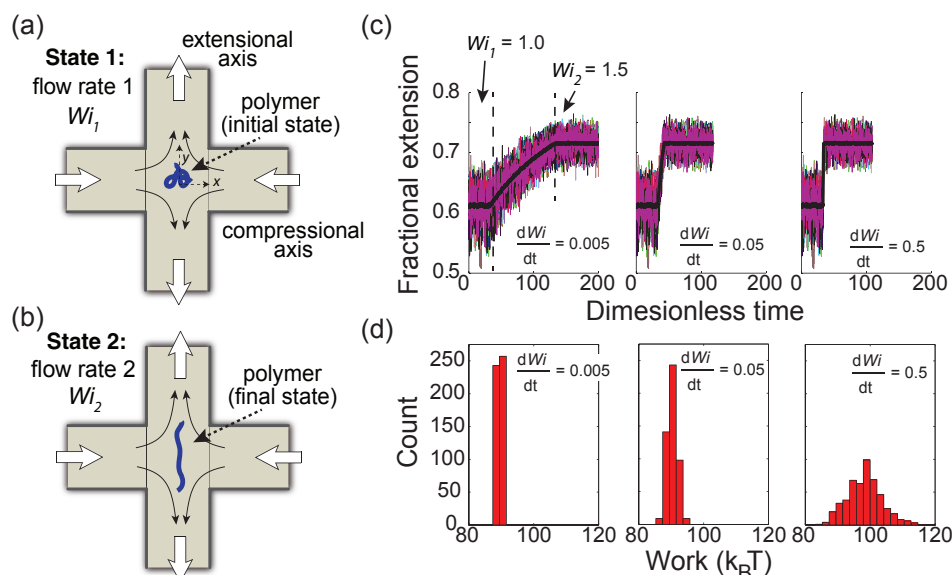 (a)
State 1:
flow rate 1
Wi1
extensional
axis
polymer
(initial state)
y
x
compressional
axis
(b)
State 2:
flow rate 2
Wi2
polymer
(final state)
(c)
Wi1 = 1.0
Wi2 = 1.5
Fractional extension
0.8
0.7
0.6
0.5
dWi/dt = 0.005
dWi/dt = 0.05
dWi/dt = 0.5
0 100 200 0 100 200 0 100 200
Dimesionless time
(d)
Count
250
200
150
100
50
0
dWi/dt = 0.005
dWi/dt = 0.05
dWi/dt = 0.5
80 100 120 80 100 120 80 100 120
Work (kBT)